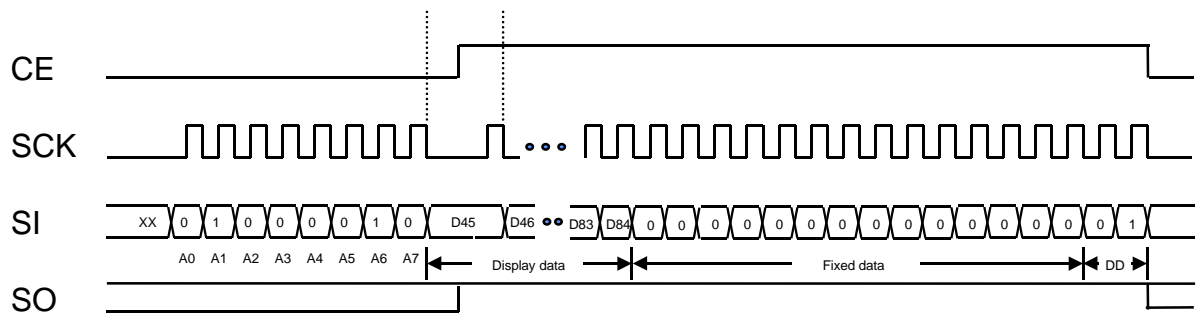 CE
SCK
SI XX 0 1 0 0 0 0 1 0 D45 D46 D83 D84 0 0 0 0 0 0 0 0 0 0 0 0 0 0 0 1
A0 A1 A2 A3 A4 A5 A6 A7 Display data Fixed data DD
SO